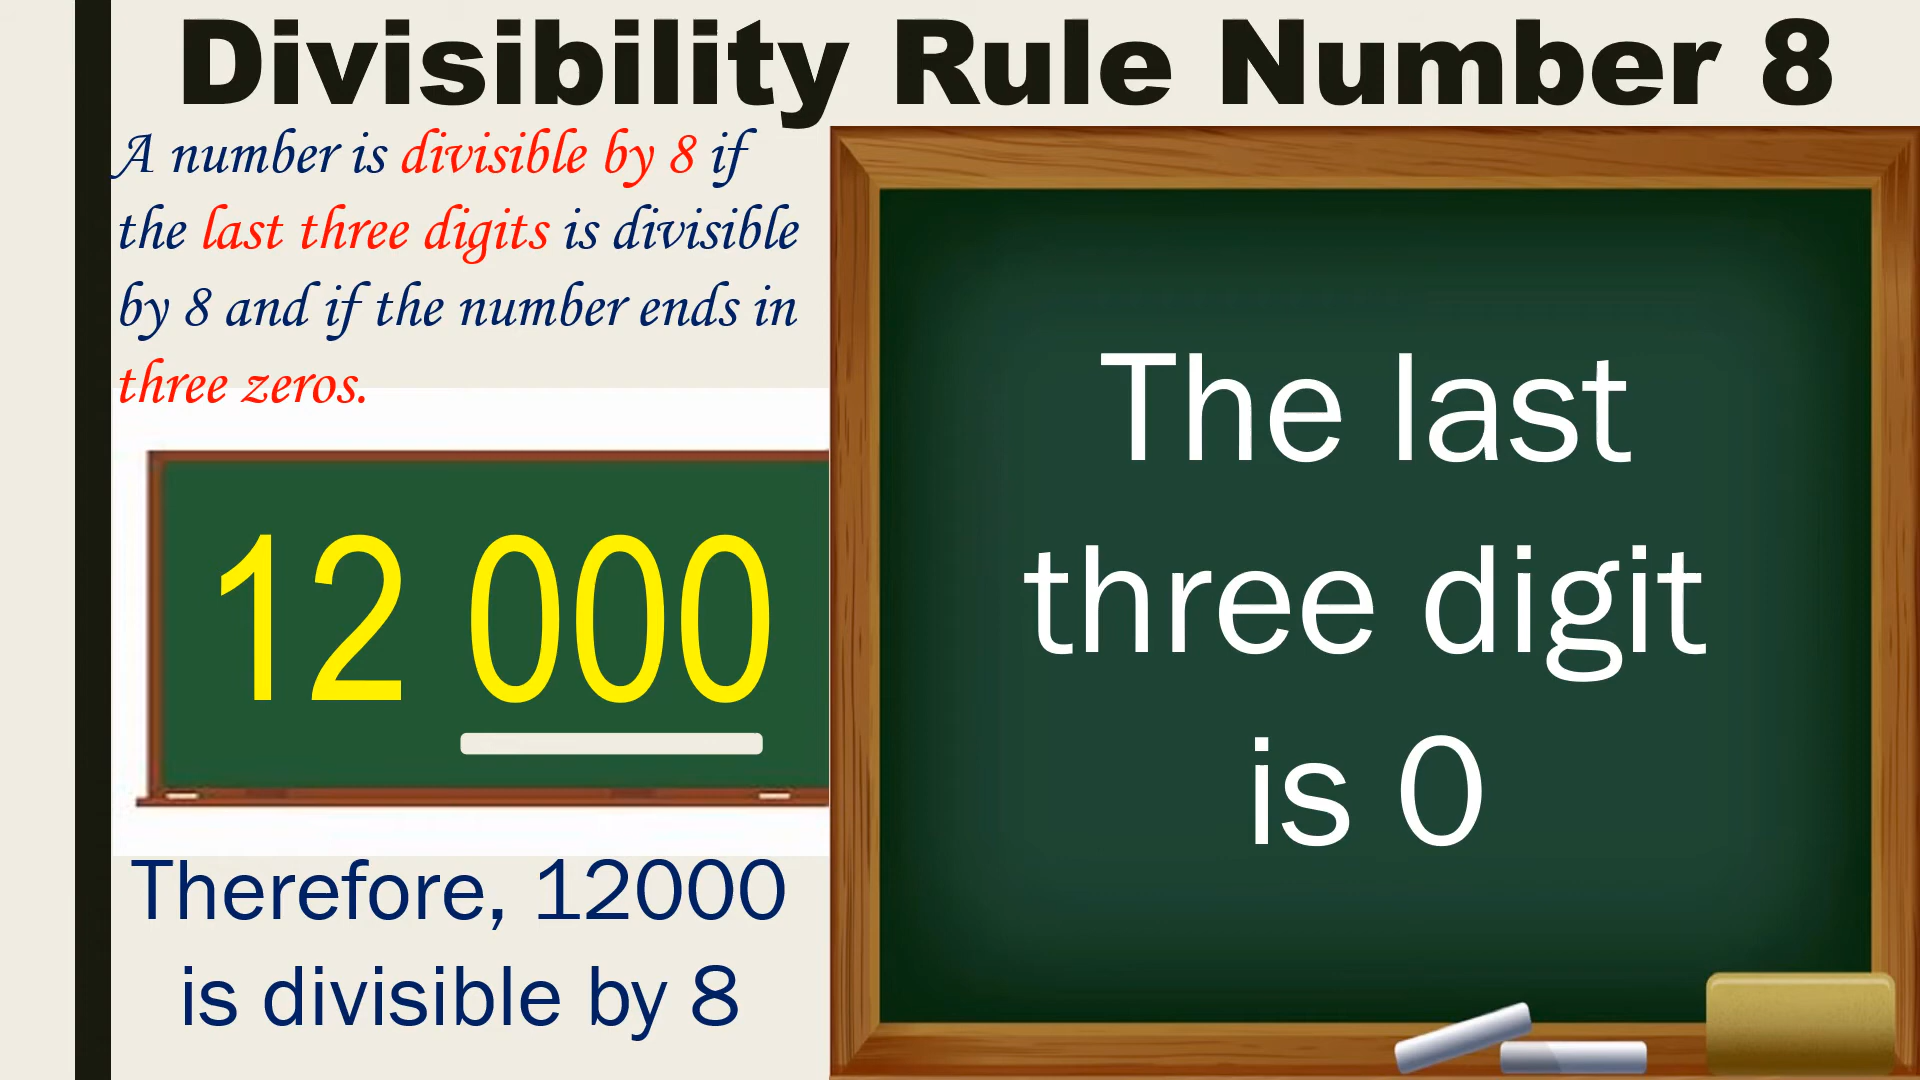 Divisibility Rule Number 8
A number is divisible by 8 if
the last three digits is divisible
by 8 and if the number ends in
three zeros.
12 000
Therefore, 12000
is divisible by 8
The last
three digit
is 0